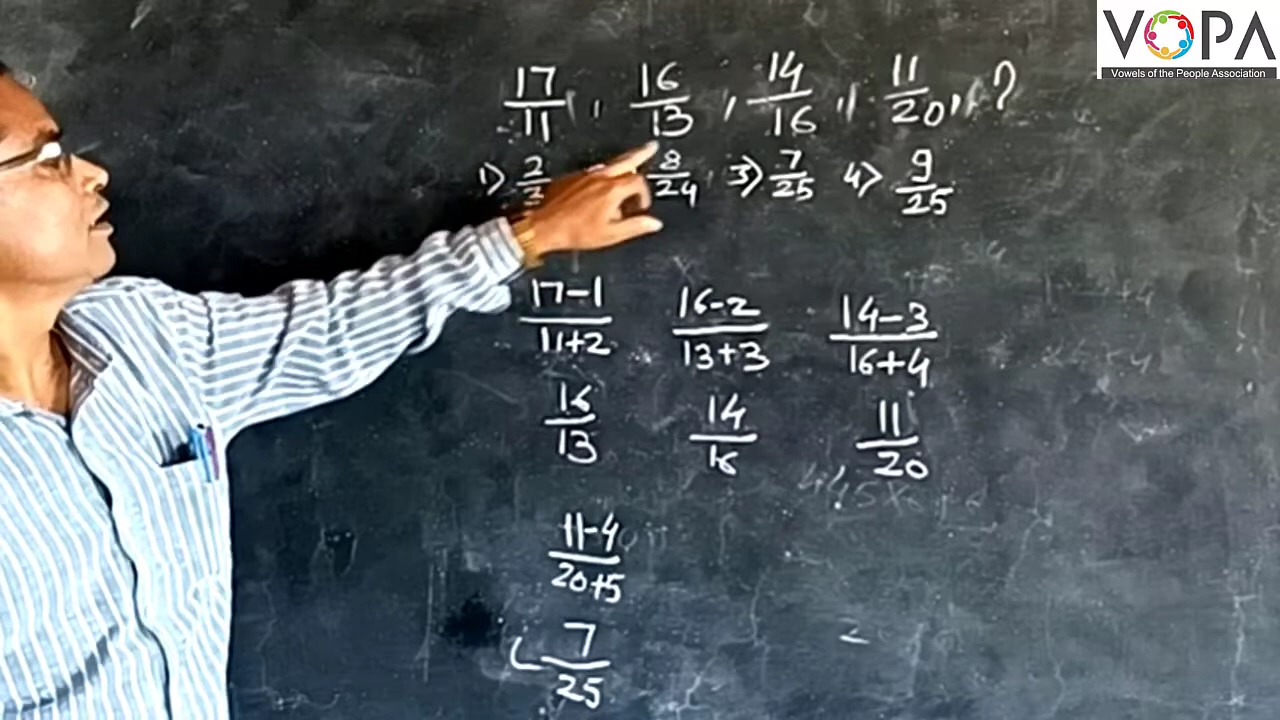 VOPA
Vowels of the People Association
17/11 , 16/13 , 14/16 , 11/20 , ?
1) 2/3 8/24 , 3) 7/25 4) 9/25
17-1/11+2 16-2/13+3 14-3/16+4
16/13 14/16 11/20
11-4/20+5
7/25